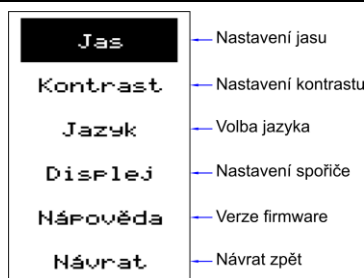 Jas Nastavení jasu
Kontrast Nastavení kontrastu
Jazyk Volba jazyka
Displej Nastavení spořiče
Nápověda Verze firmware
Návrat Návrat zpět